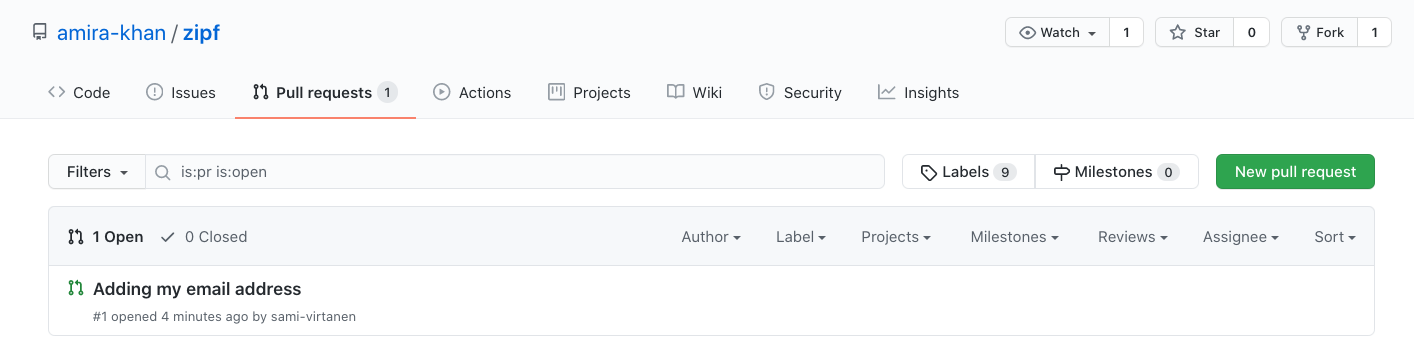 amira-khan / zipf
Watch 1 Star 0 Fork 1
Code Issues Pull requests 1 Actions Projects Wiki Security Insights
Filters is:pr is:open Labels 9 Milestones 0 New pull request
1 Open 0 Closed Author Label Projects Milestones Reviews Assignee Sort
Adding my email address
#1 opened 4 minutes ago by sami-virtanen